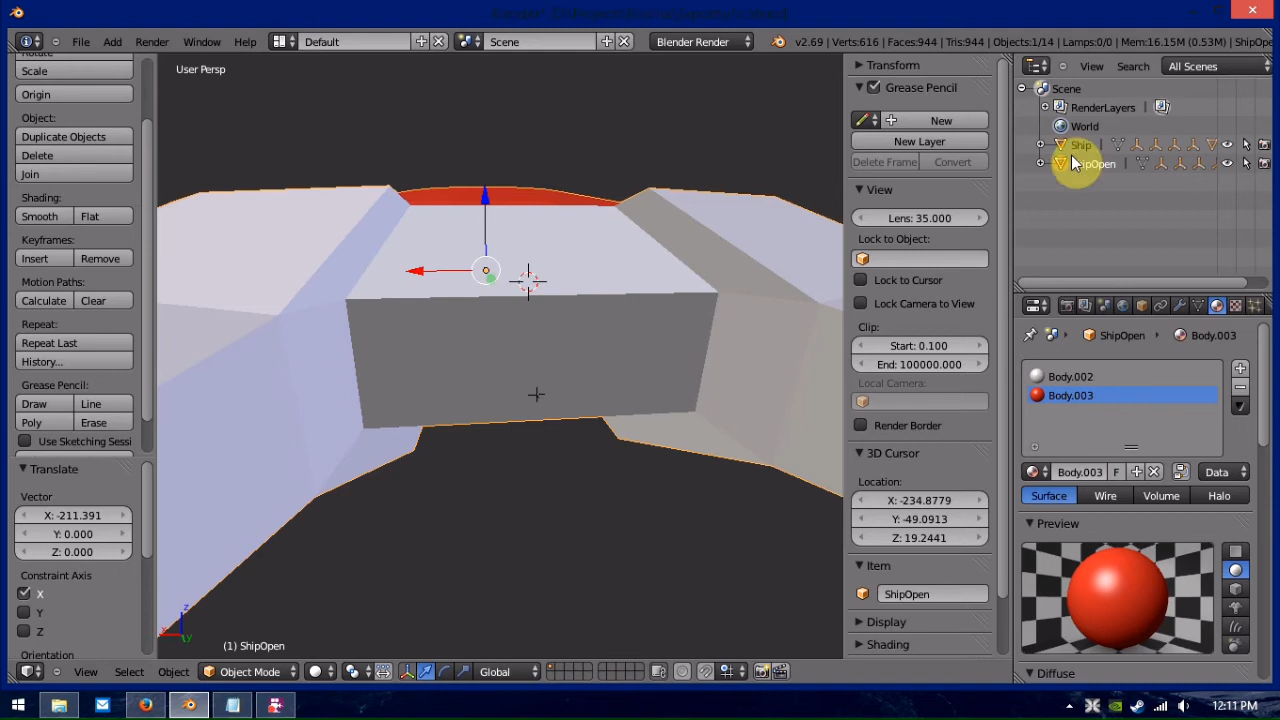 File Add Render Window Help Default Scene Blender Render v2.69 | Verts:616 | Faces:944 | Tris:944 | Objects:1/14 | Lamps:0/0 | Mem:16.15M (0.53M) | ShipO
Scale
Origin
Object:
Duplicate Objects
Delete
Join
Shading:
Smooth Flat
Keyframes:
Insert Remove
Motion Paths:
Calculate Clear
Repeat:
Repeat Last
History...
Grease Pencil:
Draw Line
Poly Erase
Use Sketching Sessi
Translate
Vector
X: -211.391
Y: 0.000
Z: 0.000
Constraint Axis
X
Y
Z
Orientation
User Persp
(1) ShipOpen
x
y
z
View Select Object Object Mode Global
Transform
Grease Pencil
New
New Layer
Delete Frame Convert
View
Lens: 35.000
Lock to Object:
Lock to Cursor
Lock Camera to View
Clip:
Start: 0.100
End: 100000.000
Local Camera:
Render Border
3D Cursor
Location:
X: -234.8779
Y: -49.0913
Z: 19.2441
Item
ShipOpen
Display
Shading
View Search All Scenes
Scene
RenderLayers
World
Ship
ipOpen
ShipOpen Body.003
Body.002
Body.003
Body.003 F Data
Surface Wire Volume Halo
Preview
Diffuse
12:11 PM